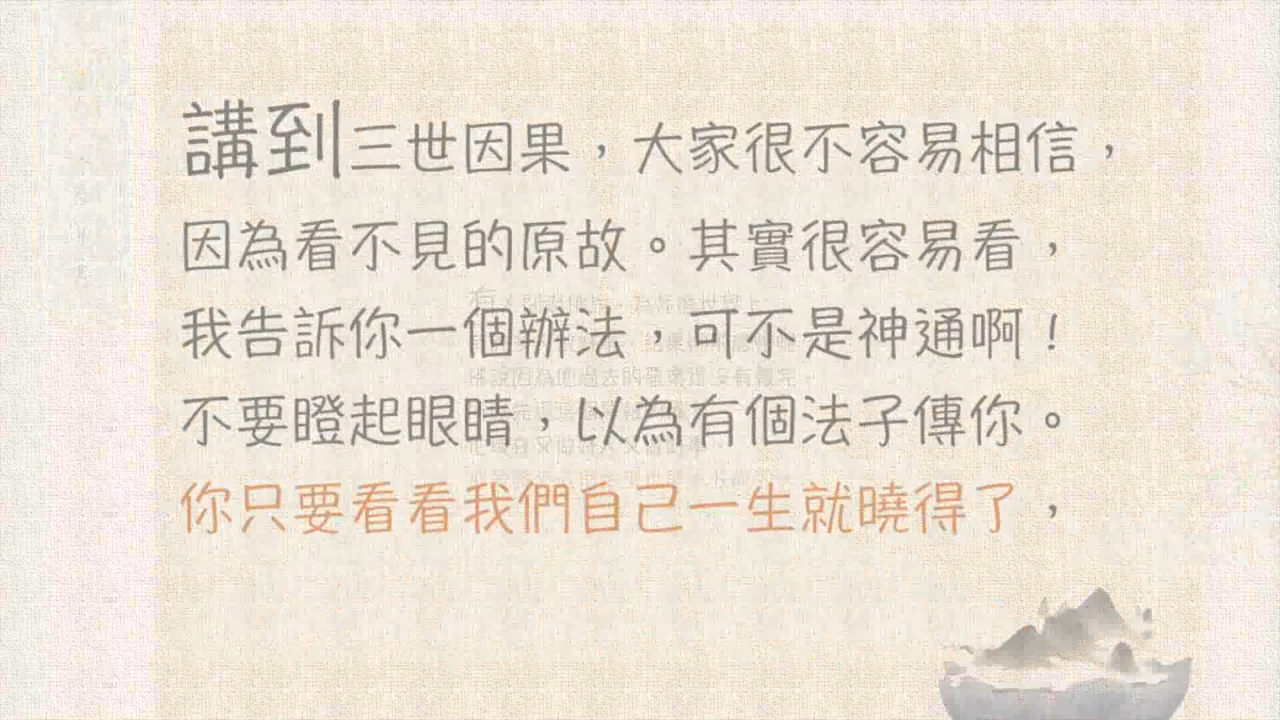 講到三世因果，大家很不容易相信，
因為看不見的原故。其實很容易看，
我告訴你一個辦法，可不是神通啊！
不要瞪起眼睛，以為有個法子傳你。
你只要看看我們自己一生就曉得了，